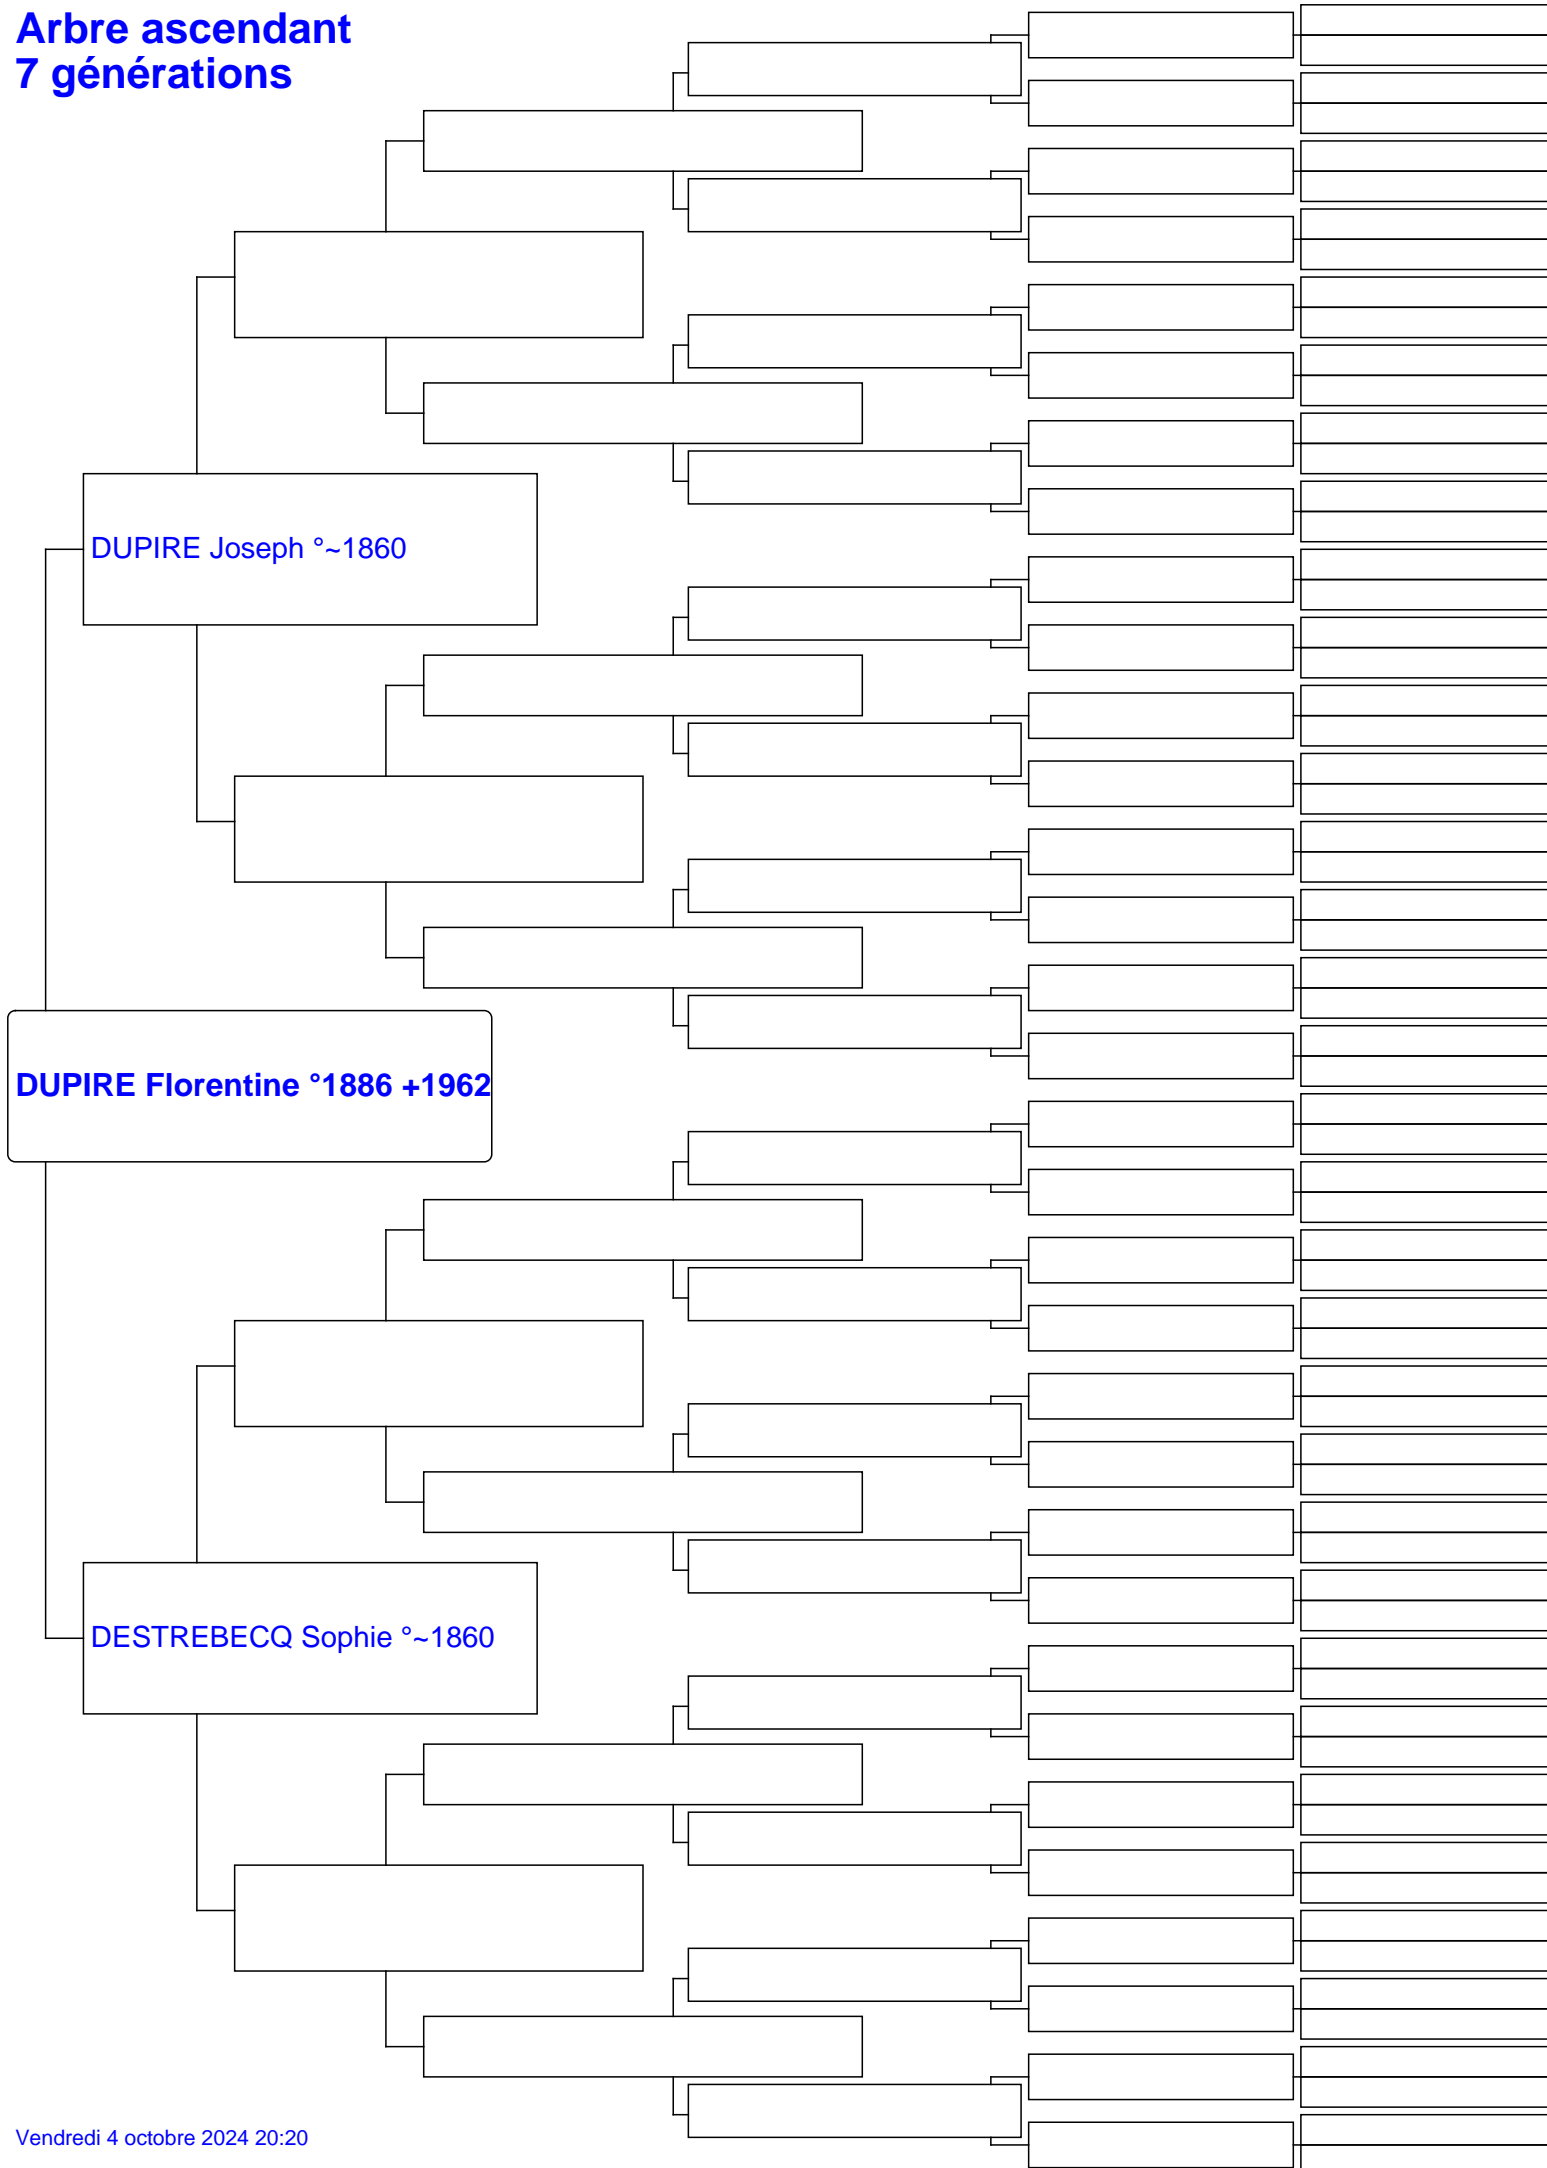 Arbre ascendant
7 générations
DUPIRE Joseph °~1860
DUPIRE Florentine °1886 +1962
DESTREBECQ Sophie °~1860
Vendredi 4 octobre 2024 20:20